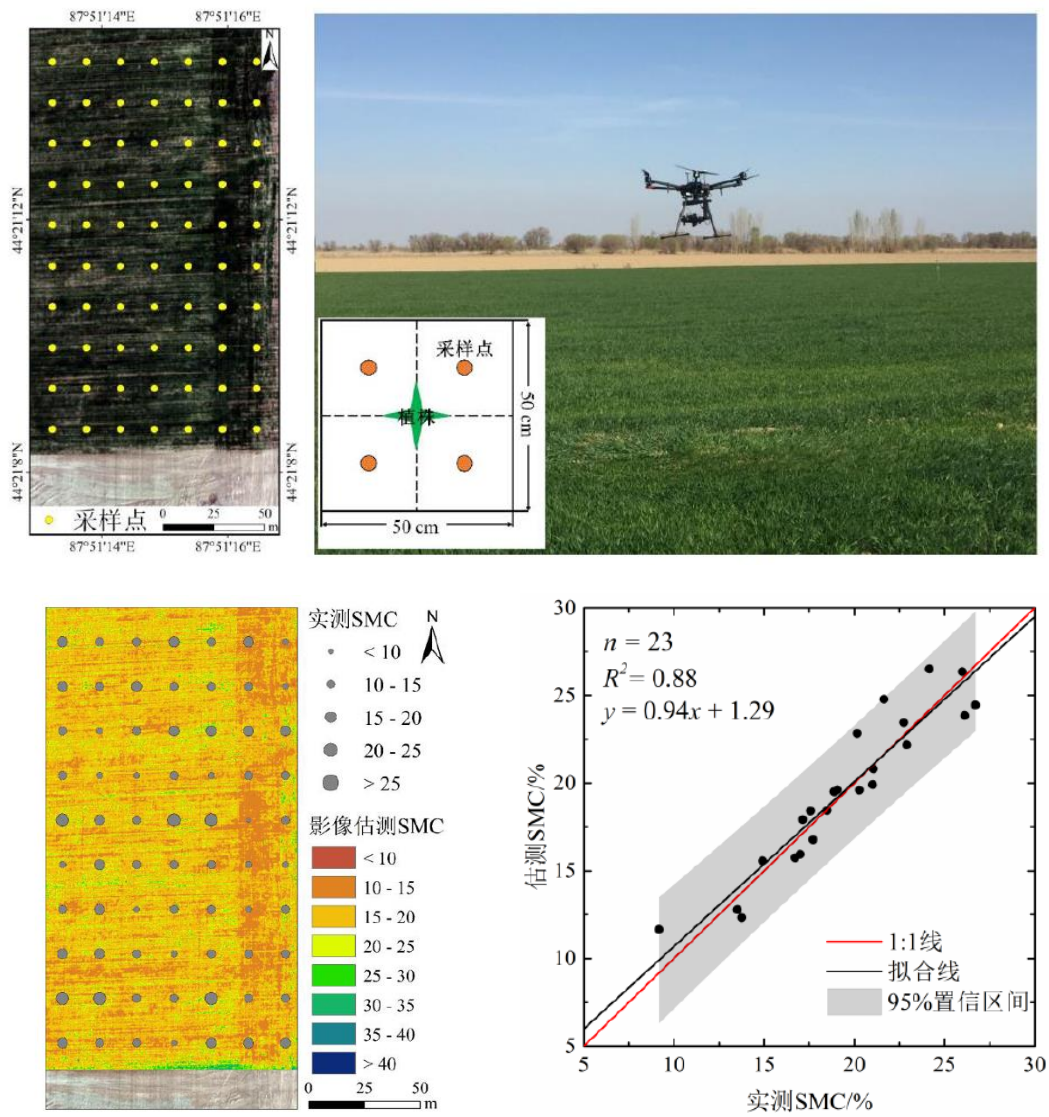 87°51'14"E 87°51'16"E
N
44°21'12"N
44°21'12"N
44°21'8"N
44°21'8"N
采样点 0 25 50 m
87°51'14"E 87°51'16"E
采样点
植株
50 cm
50 cm
实测SMC
N
< 10
10 - 15
15 - 20
20 - 25
> 25
影像估测SMC
< 10
10 - 15
15 - 20
20 - 25
25 - 30
30 - 35
35 - 40
> 40
0 25 50
m
30
25
20
15
10
5
估测SMC/%
n = 23
R²= 0.88
y = 0.94x + 1.29
1:1线
拟合线
95%置信区间
5 10 15 20 25 30
实测SMC/%